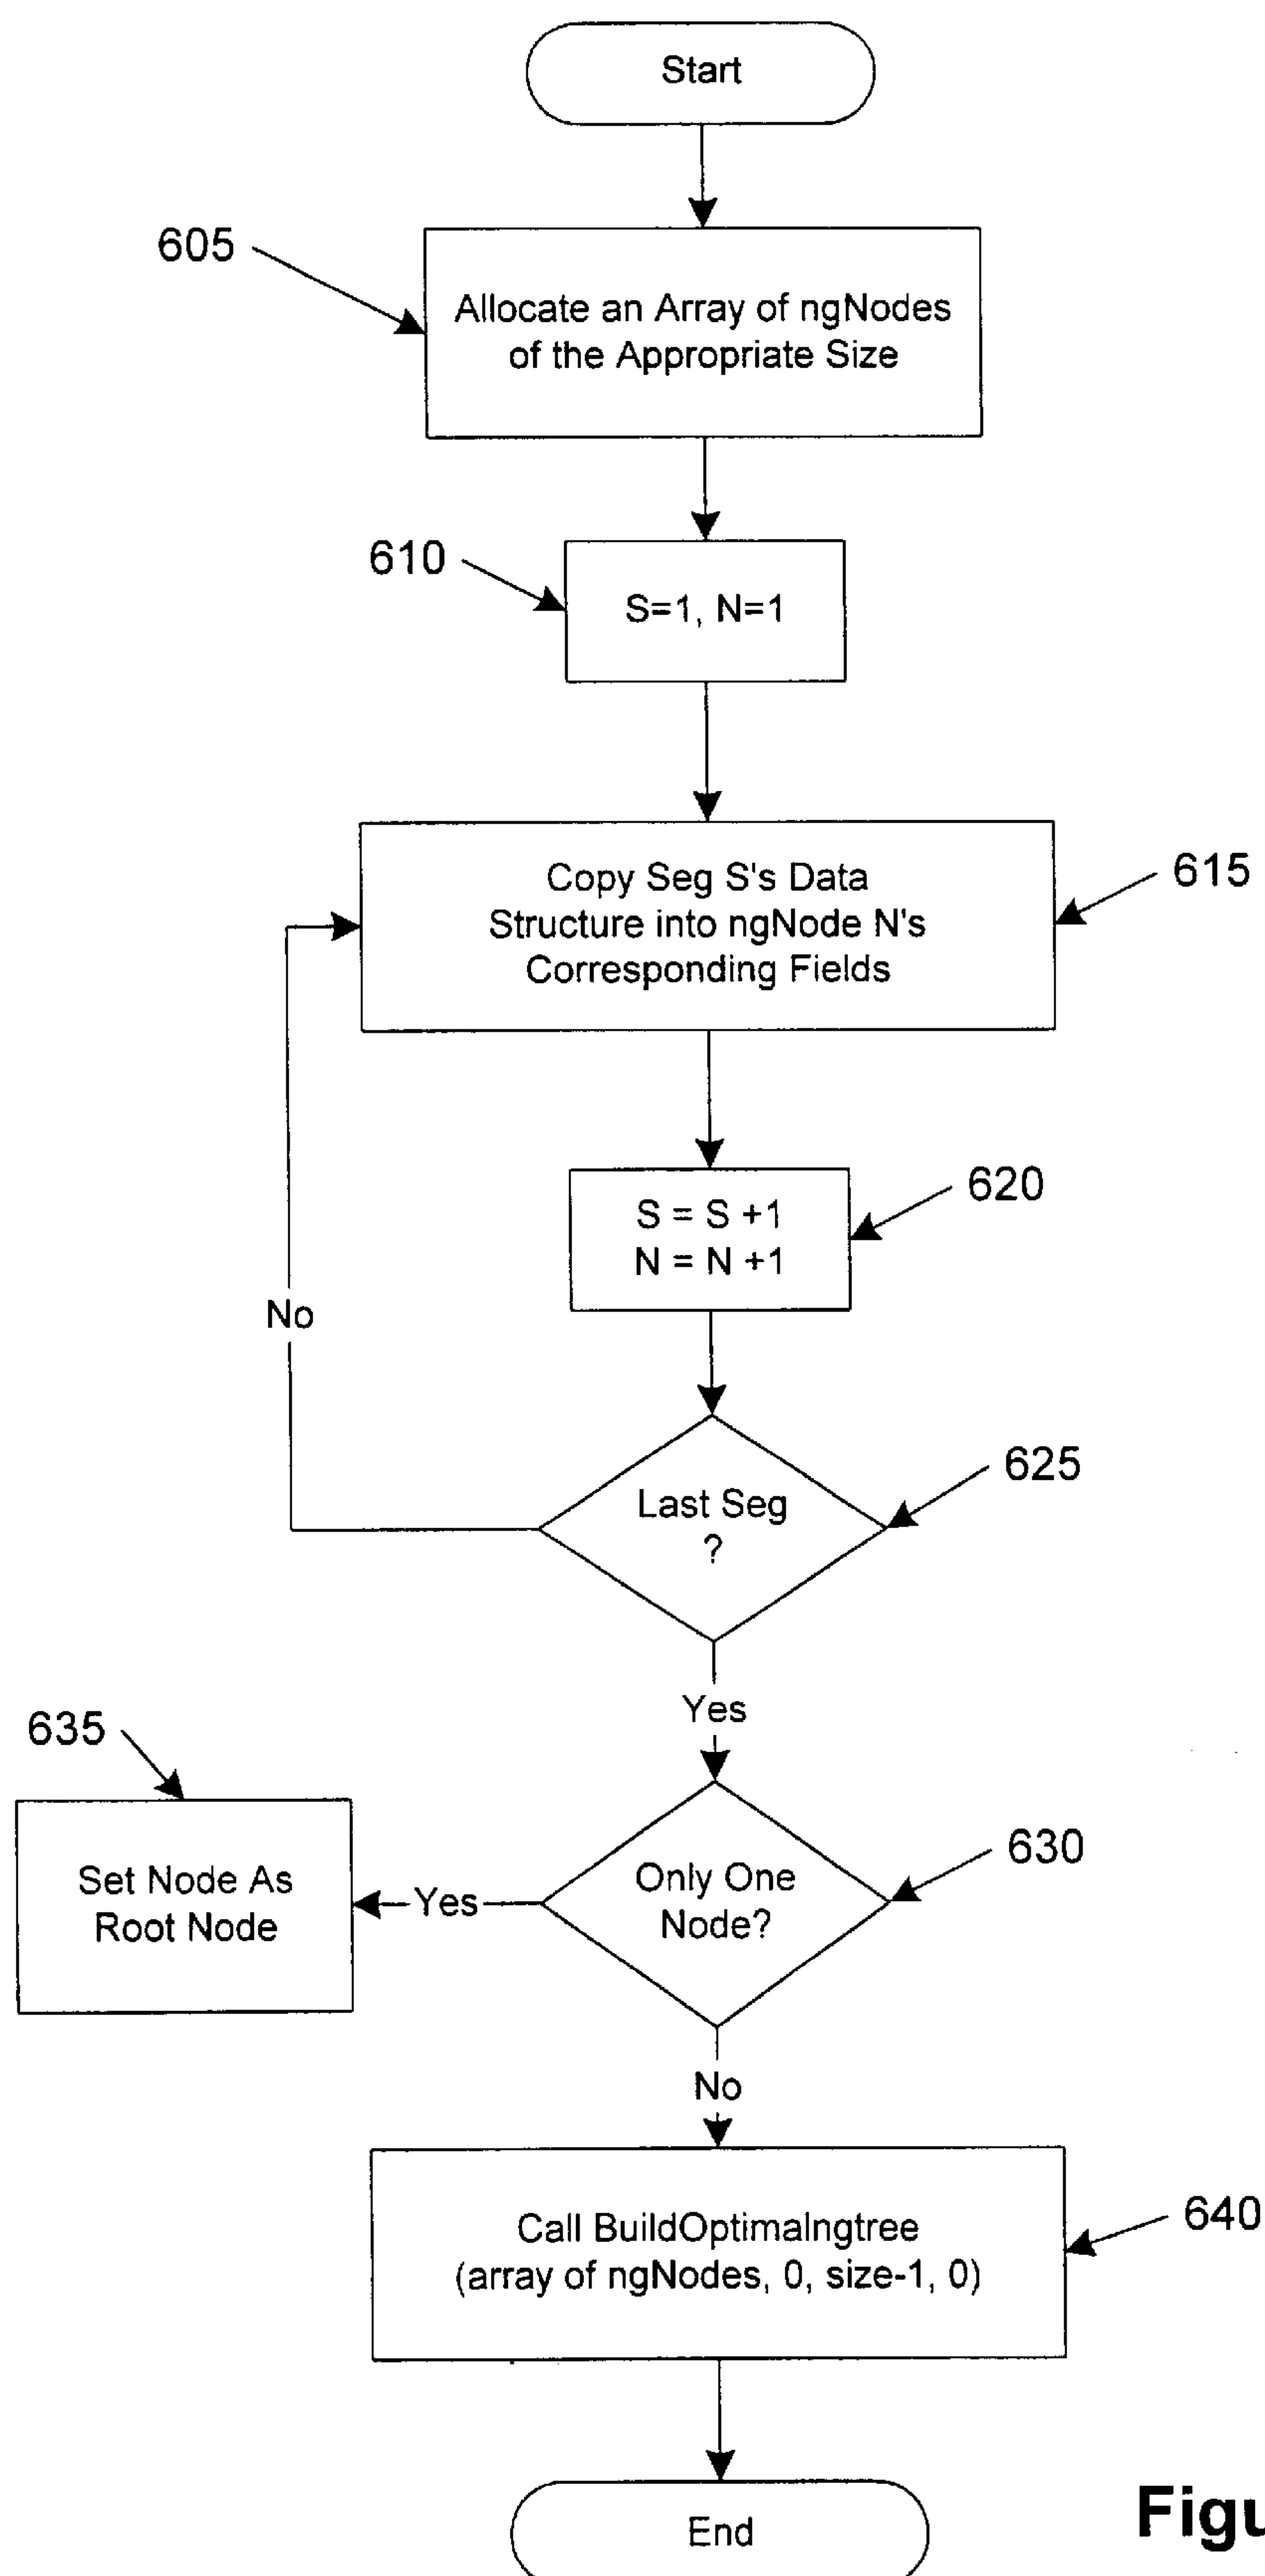 Start
605
Allocate an Array of ngNodes
of the Appropriate Size
610
S=1, N=1
Copy Seg S's Data
Structure into ngNode N's
Corresponding Fields
615
S = S +1
N = N +1
620
No
Last Seg
?
625
Yes
635
Set Node As
Root Node
Yes
Only One
Node?
630
No
Call BuildOptimalngtree
(array of ngNodes, 0, size-1, 0)
640
End